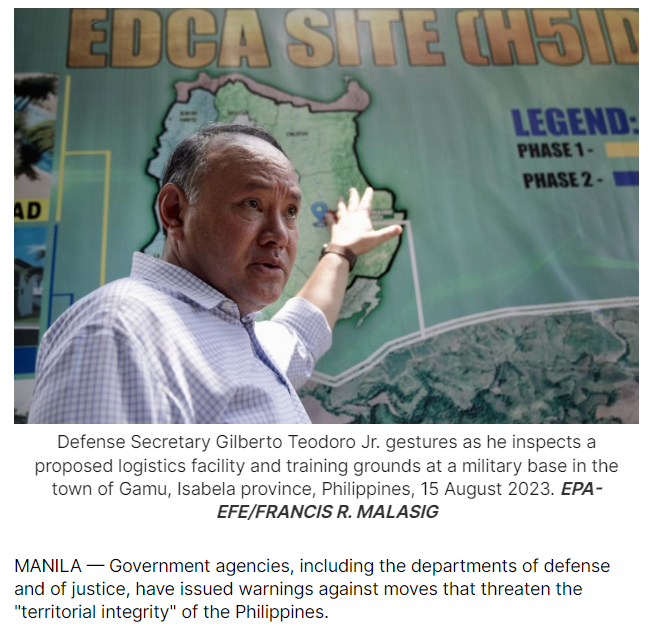 EDCA SITE (H5ID
LEGEND:
PHASE 1 -
PHASE 2 -
AD
Defense Secretary Gilberto Teodoro Jr. gestures as he inspects a
proposed logistics facility and training grounds at a military base in the
town of Gamu, Isabela province, Philippines, 15 August 2023. EPA-
EFE/FRANCIS R. MALASIG
MANILA — Government agencies, including the departments of defense
and of justice, have issued warnings against moves that threaten the
"territorial integrity" of the Philippines.